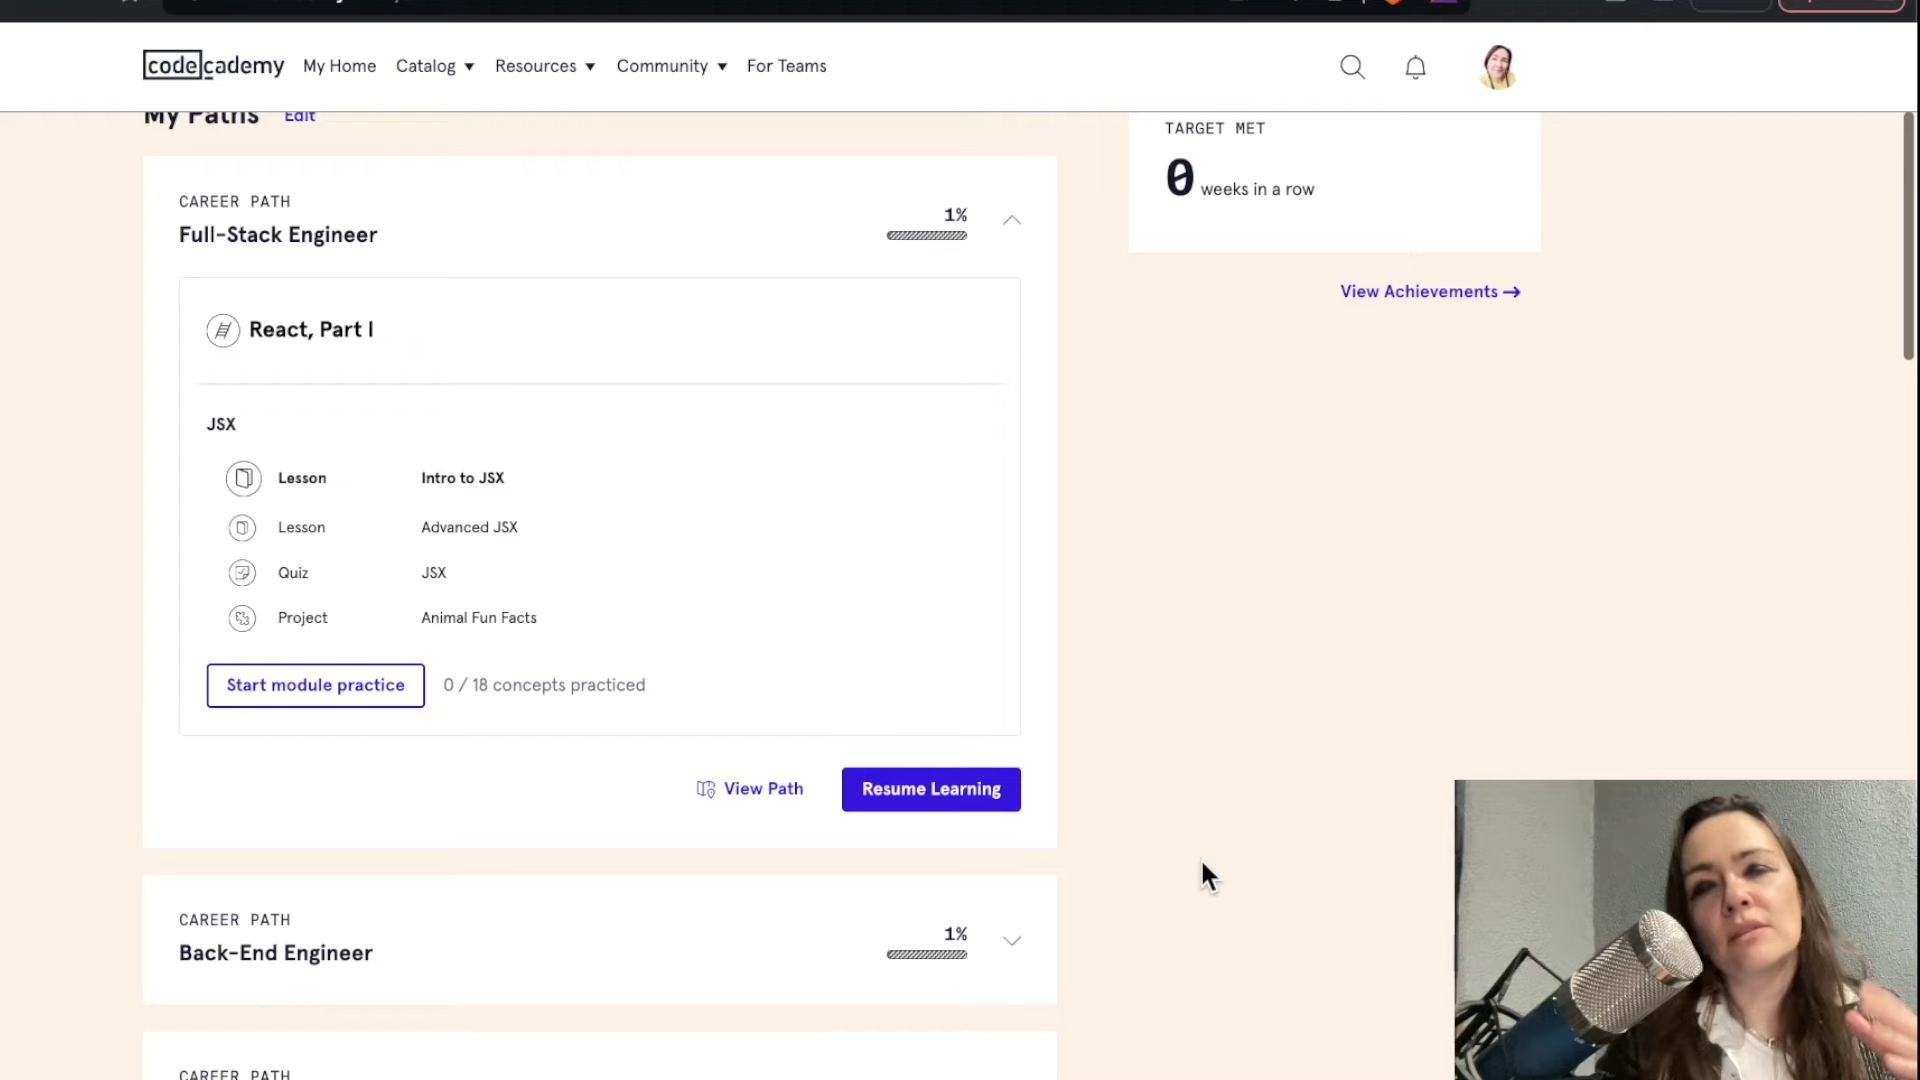 codecademy My Home Catalog Resources Community For Teams
My Paths Edit
CAREER PATH
Full-Stack Engineer
1%
React, Part I
JSX
Lesson Intro to JSX
Lesson Advanced JSX
Quiz JSX
Project Animal Fun Facts
Start module practice 0 / 18 concepts practiced
View Path Resume Learning
CAREER PATH
Back-End Engineer
1%
CAREER PATH
TARGET MET
0 weeks in a row
View Achievements